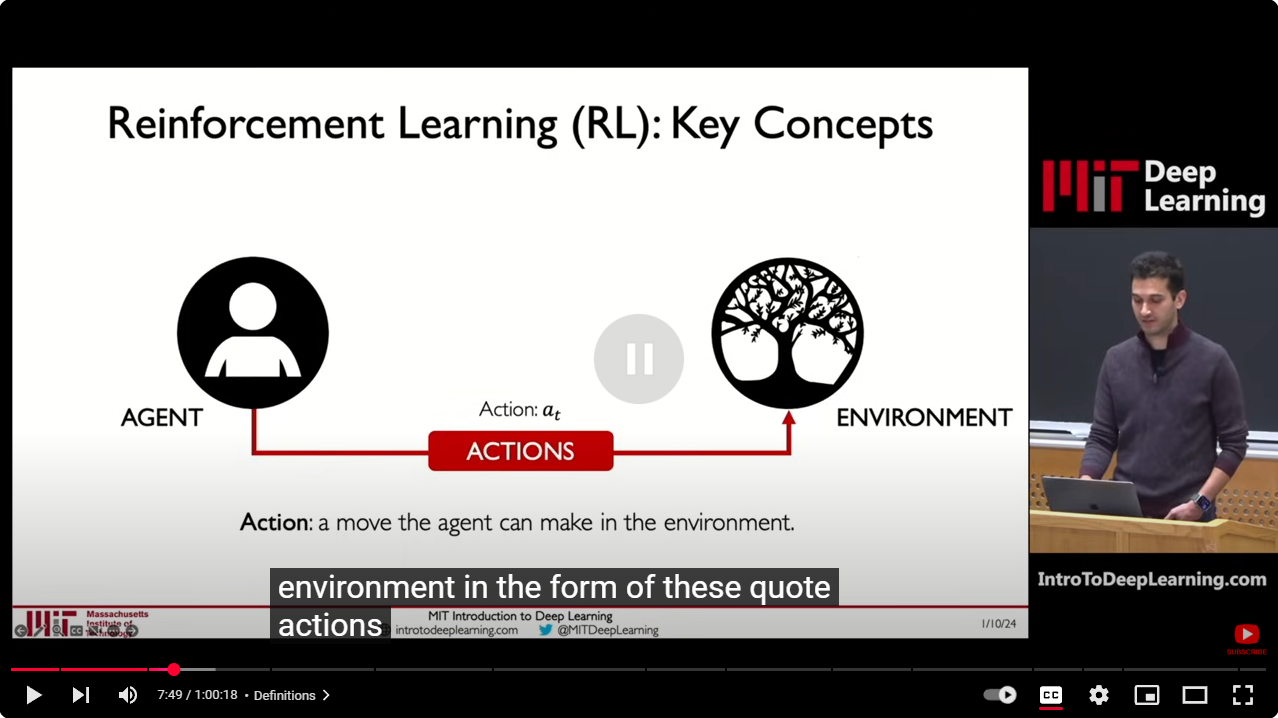 Reinforcement Learning (RL): Key Concepts
MIT Deep
Learning
AGENT
Action: aₜ
ACTIONS
ENVIRONMENT
Action: a move the agent can make in the environment.
environment in the form of these quote
actions
Massachusetts
Institute of
Technology
MIT Introduction to Deep Learning
introtodeeplearning.com @MITDeepLearning
1/10/24
IntroToDeepLearning.com
SUBSCRIBE
7:49 / 1:00:18 • Definitions >
CC